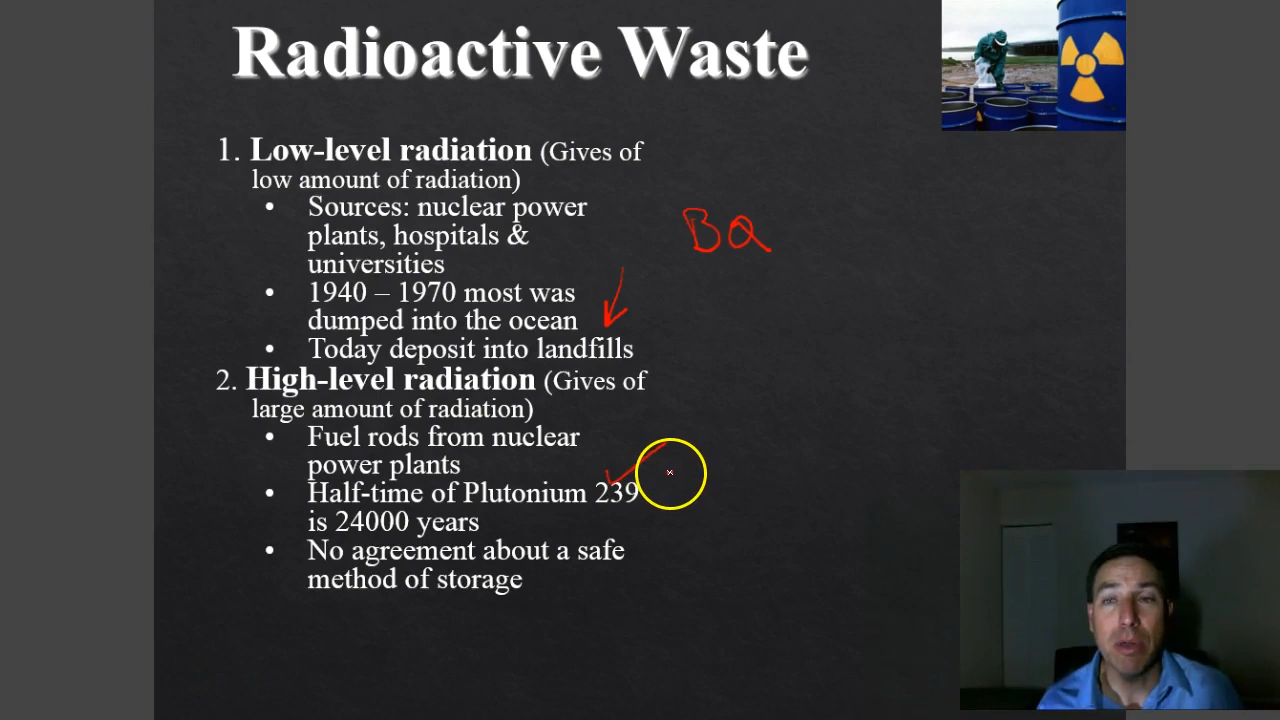 Radioactive Waste
1. Low-level radiation (Gives of
low amount of radiation)
• Sources: nuclear power
plants, hospitals &
universities
BQ
• 1940 – 1970 most was
dumped into the ocean
• Today deposit into landfills
2. High-level radiation (Gives of
large amount of radiation)
• Fuel rods from nuclear
power plants
• Half-time of Plutonium 239
is 24000 years
• No agreement about a safe
method of storage